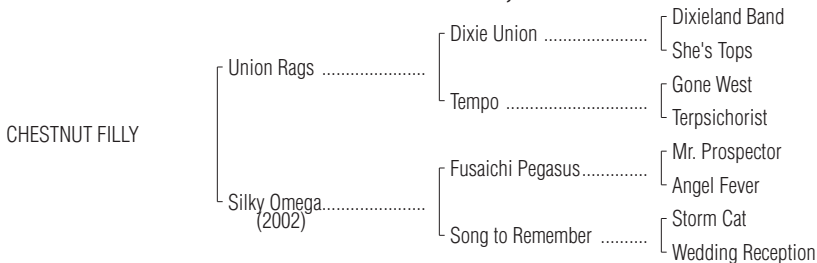 Dixieland Band
Dixie Union ......................
She's Tops
Union Rags ......................
Gone West
Tempo ..............................
Terpsichorist
CHESTNUT FILLY
Mr. Prospector
Fusaichi Pegasus..............
Angel Fever
Silky Omega......................
(2002)
Storm Cat
Song to Remember ..........
Wedding Reception